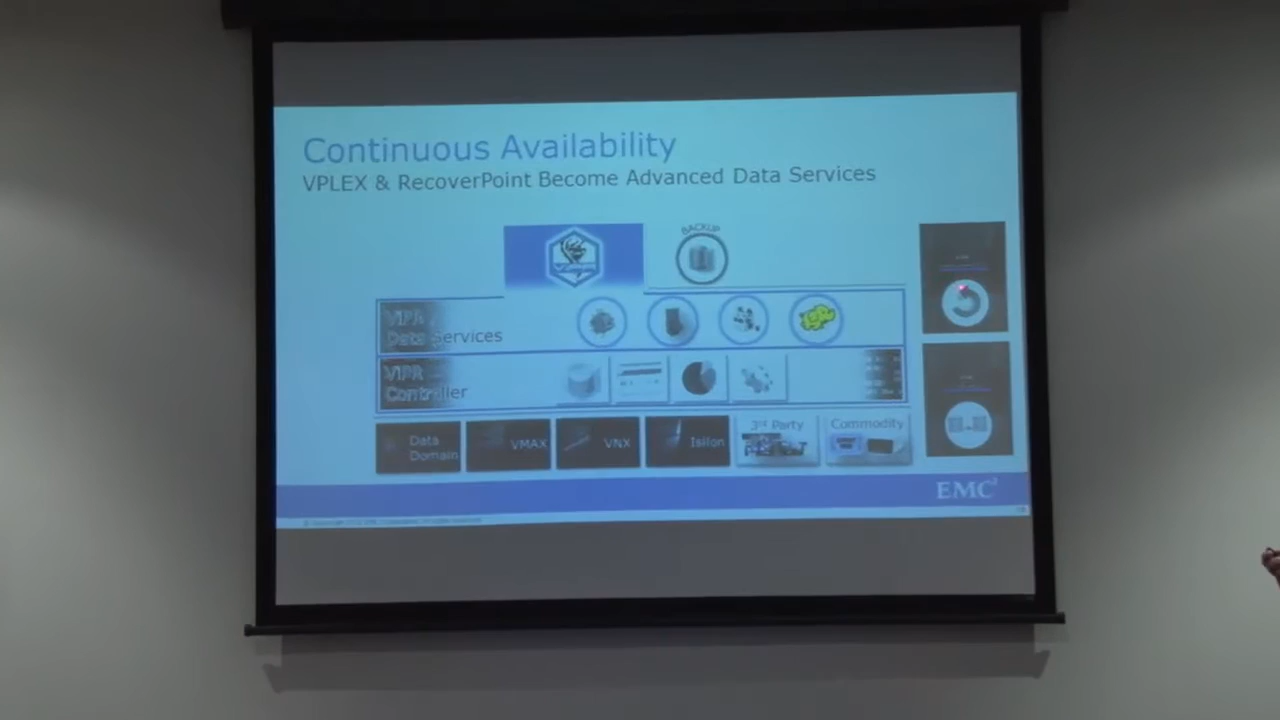 Continuous Availability
VPLEX & RecoverPoint Become Advanced Data Services
BACKUP
VIPR
Data Services
VIPR
Controller
Data
Domain
VMAX
VNX
Isilon
3rd Party
Commodity
EMC²